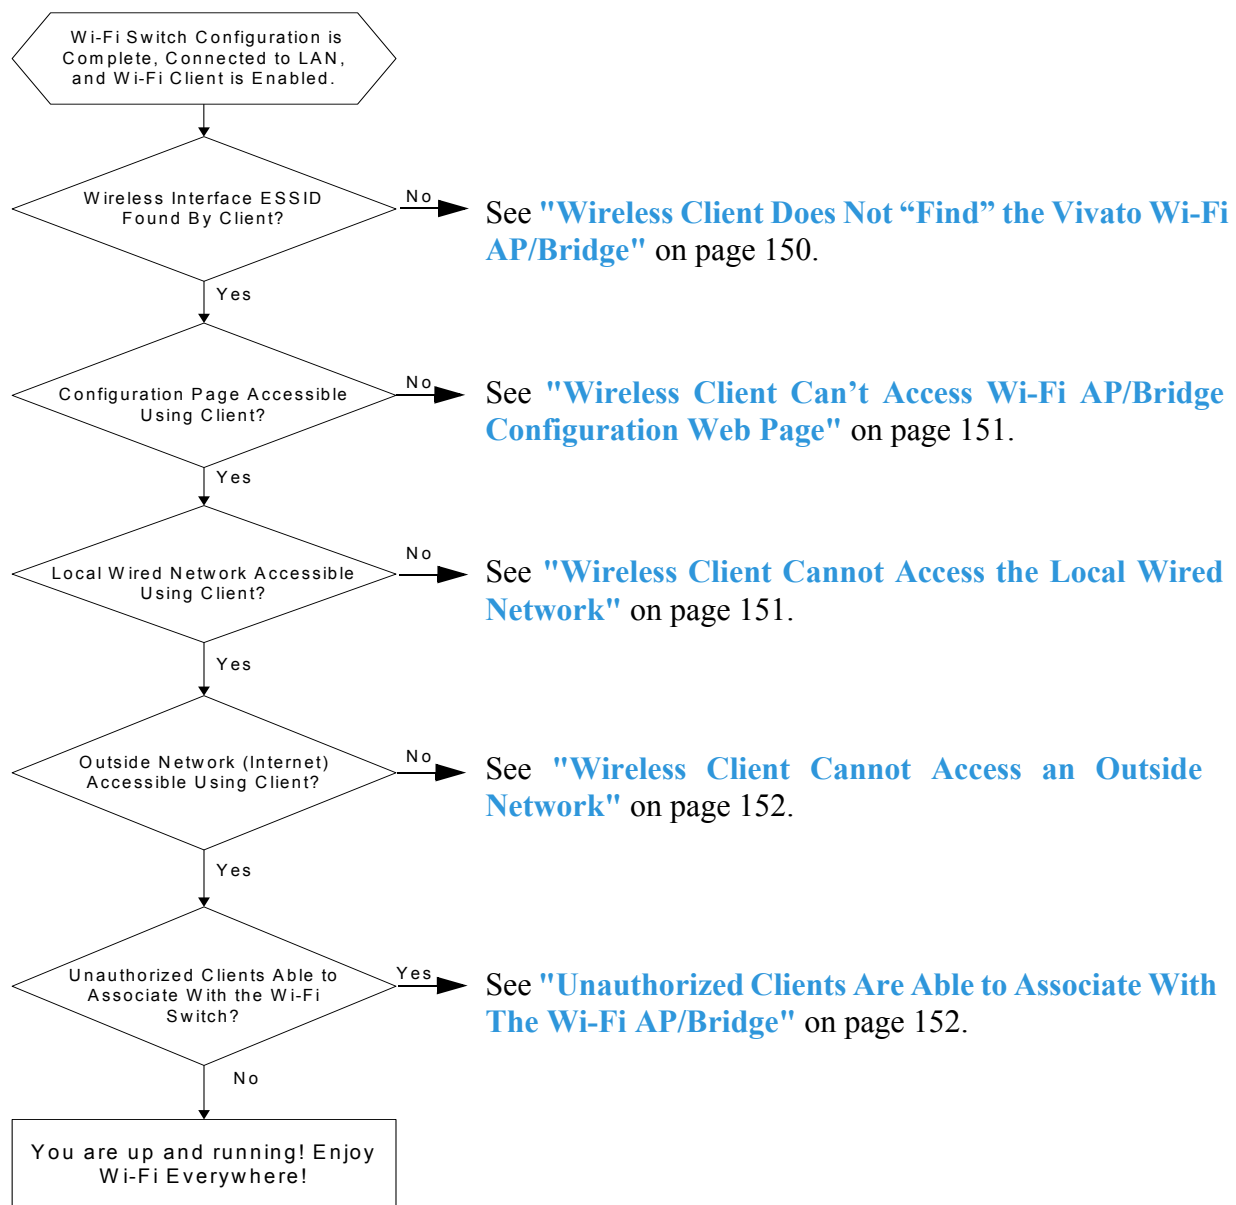 Wi-Fi Switch Configuration is
Complete, Connected to LAN,
and Wi-Fi Client is Enabled.
Wireless Interface ESSID
Found By Client?
No
See "Wireless Client Does Not “Find” the Vivato Wi-Fi
AP/Bridge" on page 150.
Yes
Configuration Page Accessible
Using Client?
No
See "Wireless Client Can’t Access Wi-Fi AP/Bridge
Configuration Web Page" on page 151.
Yes
Local Wired Network Accessible
Using Client?
No
See "Wireless Client Cannot Access the Local Wired
Network" on page 151.
Yes
Outside Network (Internet)
Accessible Using Client?
No
See "Wireless Client Cannot Access an Outside
Network" on page 152.
Yes
Unauthorized Clients Able to
Associate With the Wi-Fi
Switch?
Yes
See "Unauthorized Clients Are Able to Associate With
The Wi-Fi AP/Bridge" on page 152.
No
You are up and running! Enjoy
Wi-Fi Everywhere!